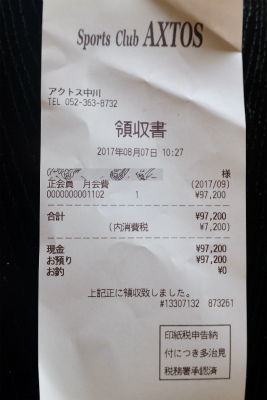 Sports Club AXTOS
アクトス中川
TEL 052-363-8732
領収書
2017年08月07日 10:27
様
正会員 月会費 (2017/09)
0000000001102 1 ¥97,200
合計 ¥97,200
(内消費税 ¥7,200)
現金 ¥97,200
お預り ¥97,200
お釣 ¥0
上記正に領収致しました。
#13307132 873261
印紙税申告納
付につき多治見
税務署承認済